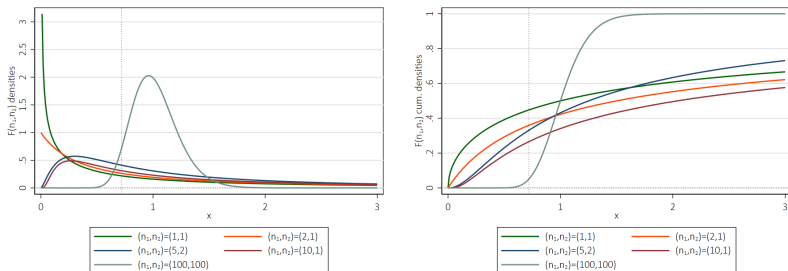 F(n₁,n₂) densities
3
2.5
2
1.5
1
.5
0
0
1
2
3
x
(n₁,n₂)=(1,1)
(n₁,n₂)=(2,1)
(n₁,n₂)=(5,2)
(n₁,n₂)=(10,1)
(n₁,n₂)=(100,100)
F(n₁,n₂) cum. densities
1
.8
.6
.4
.2
0
0
1
2
3
x
(n₁,n₂)=(1,1)
(n₁,n₂)=(2,1)
(n₁,n₂)=(5,2)
(n₁,n₂)=(10,1)
(n₁,n₂)=(100,100)